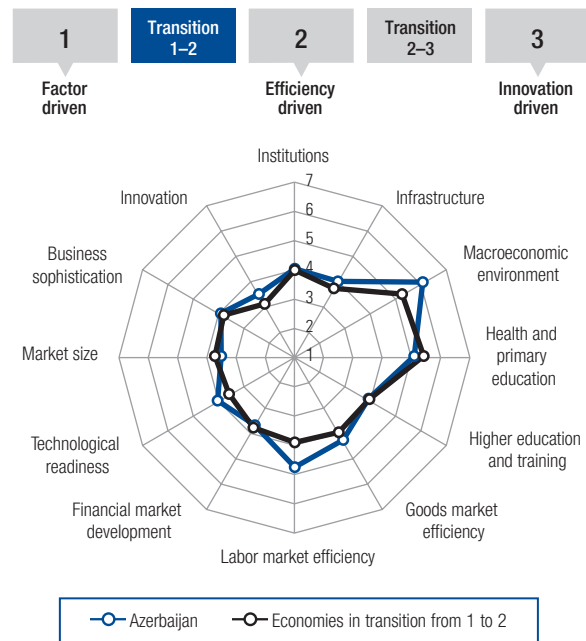 1
Transition
1–2
2
Transition
2–3
3
Factor
driven
Efficiency
driven
Innovation
driven
Institutions
Innovation
Infrastructure
Business
sophistication
Macroeconomic
environment
Market size
Health and
primary
education
Technological
readiness
Higher education
and training
Financial market
development
Goods market
efficiency
Labor market efficiency
7
6
5
4
3
2
1
Azerbaijan
Economies in transition from 1 to 2